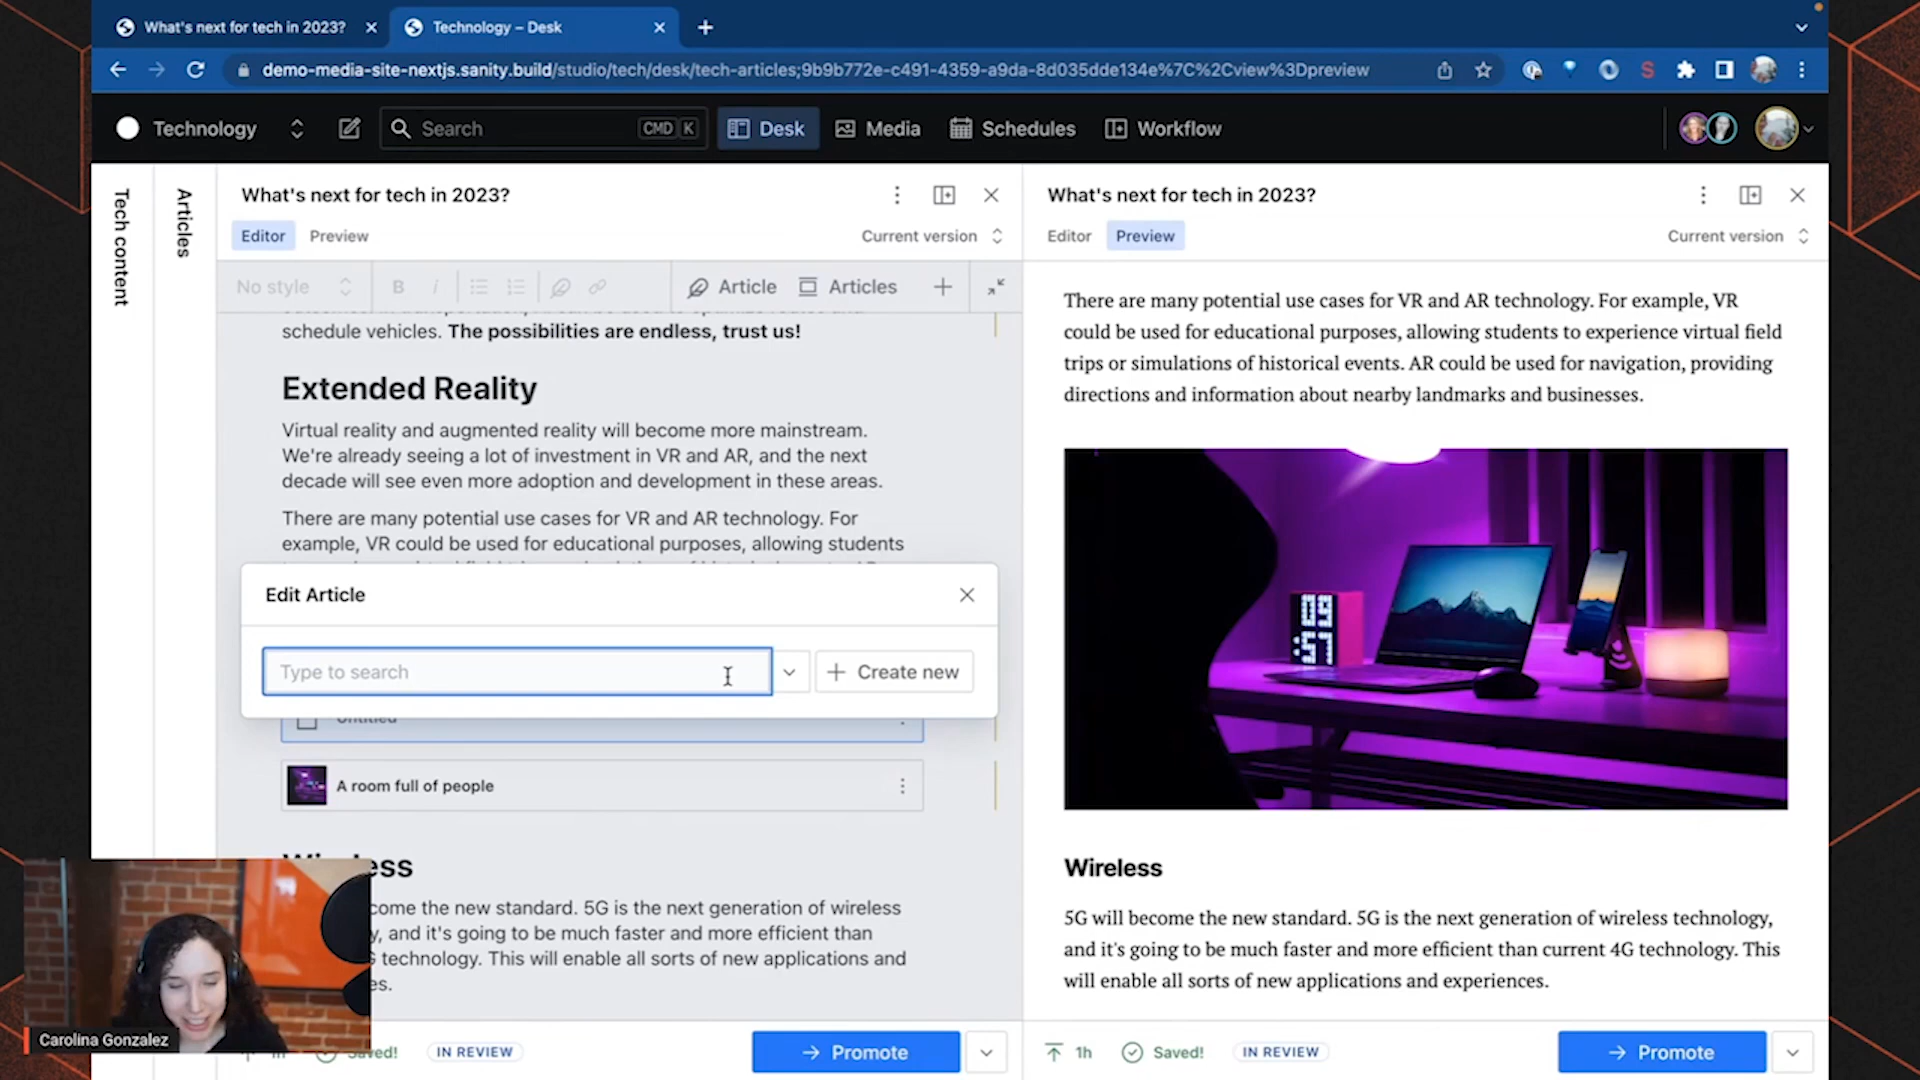 What's next for tech in 2023?
Technology – Desk
demo-media-site-nextjs.sanity.build/studio/tech/desk/tech-articles;9b9b772e-c491-4359-a9da-8d035dde134e%7C%2Cview%3Dpreview
Technology
Search
CMD K
Desk
Media
Schedules
Workflow
Tech content
Articles
What's next for tech in 2023?
Editor Preview
Current version
No style
B i
Article
Articles
schedule vehicles. The possibilities are endless, trust us!
Extended Reality
Virtual reality and augmented reality will become more mainstream.
We're already seeing a lot of investment in VR and AR, and the next
decade will see even more adoption and development in these areas.
There are many potential use cases for VR and AR technology. For
example, VR could be used for educational purposes, allowing students
Edit Article
Type to search
Create new
Untitled
A room full of people
come the new standard. 5G is the next generation of wireless
y, and it's going to be much faster and more efficient than
G technology. This will enable all sorts of new applications and
es.
Carolina Gonzalez
Saved!
IN REVIEW
Promote
What's next for tech in 2023?
Editor Preview
Current version
There are many potential use cases for VR and AR technology. For example, VR
could be used for educational purposes, allowing students to experience virtual field
trips or simulations of historical events. AR could be used for navigation, providing
directions and information about nearby landmarks and businesses.
Wireless
5G will become the new standard. 5G is the next generation of wireless technology,
and it's going to be much faster and more efficient than current 4G technology. This
will enable all sorts of new applications and experiences.
1h
Saved!
IN REVIEW
Promote